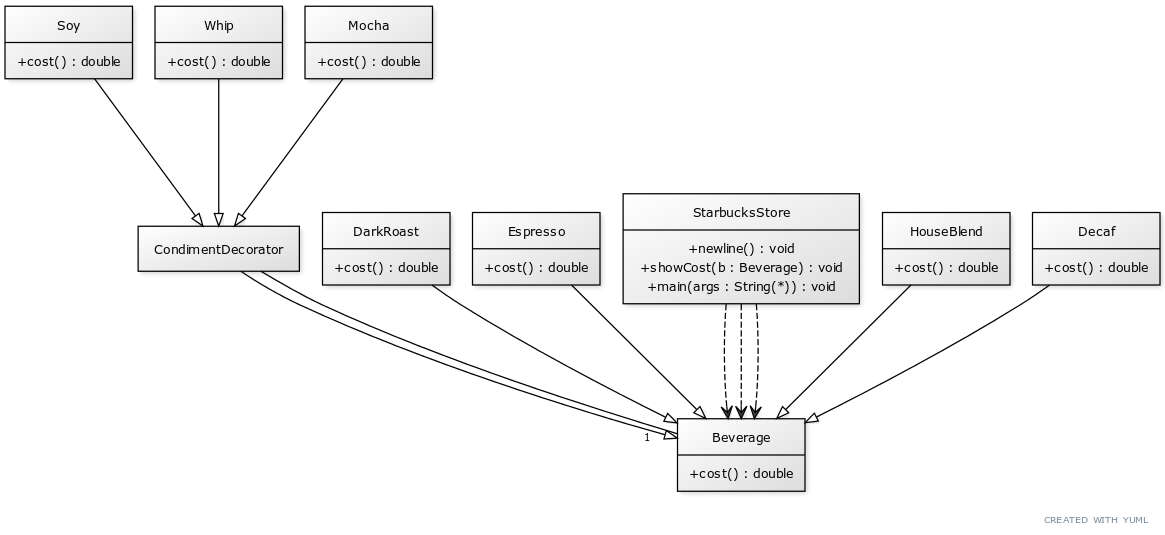 Soy
+cost() : double
Whip
+cost() : double
Mocha
+cost() : double
CondimentDecorator
DarkRoast
+cost() : double
Espresso
+cost() : double
StarbucksStore
+newline() : void
+showCost(b : Beverage) : void
+main(args : String(*)) : void
HouseBlend
+cost() : double
Decaf
+cost() : double
1
Beverage
+cost() : double
CREATED WITH YUML